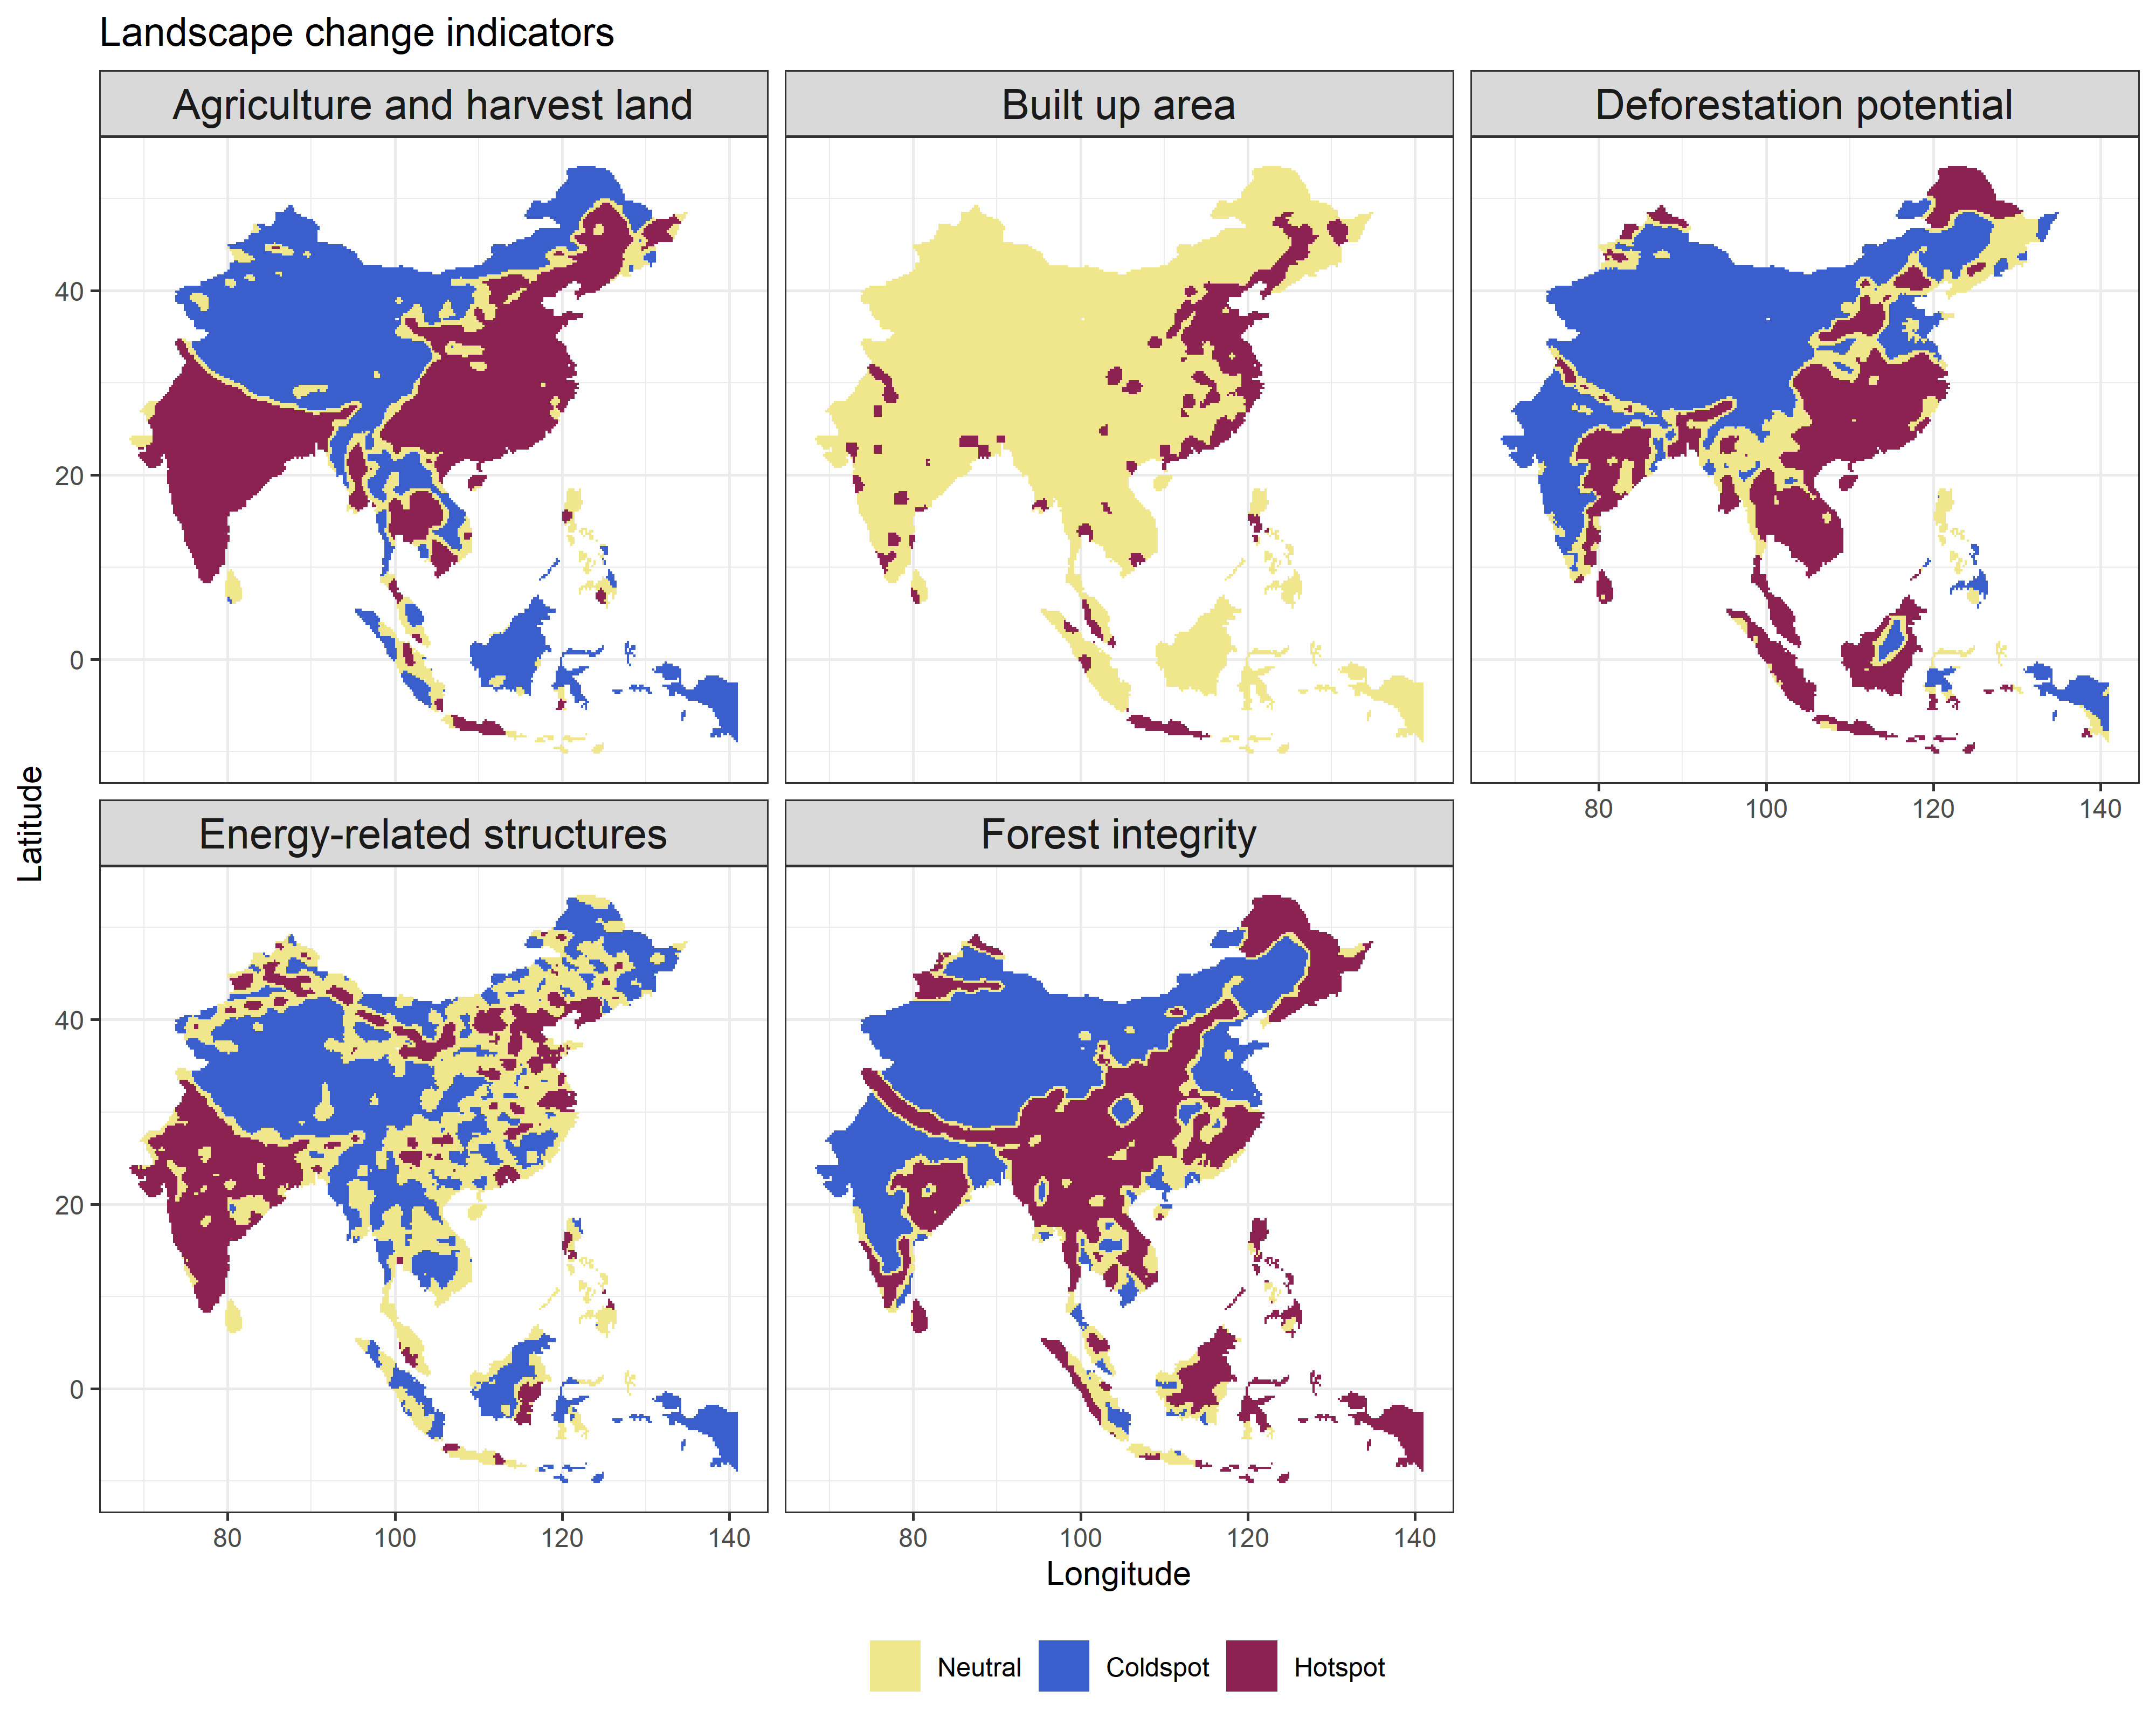 Landscape change indicators
Agriculture and harvest land
Built up area
Deforestation potential
40
20
0
80 100 120 140
Latitude
Energy-related structures
Forest integrity
40
20
0
80 100 120 140
80 100 120 140
Longitude
Neutral Coldspot Hotspot